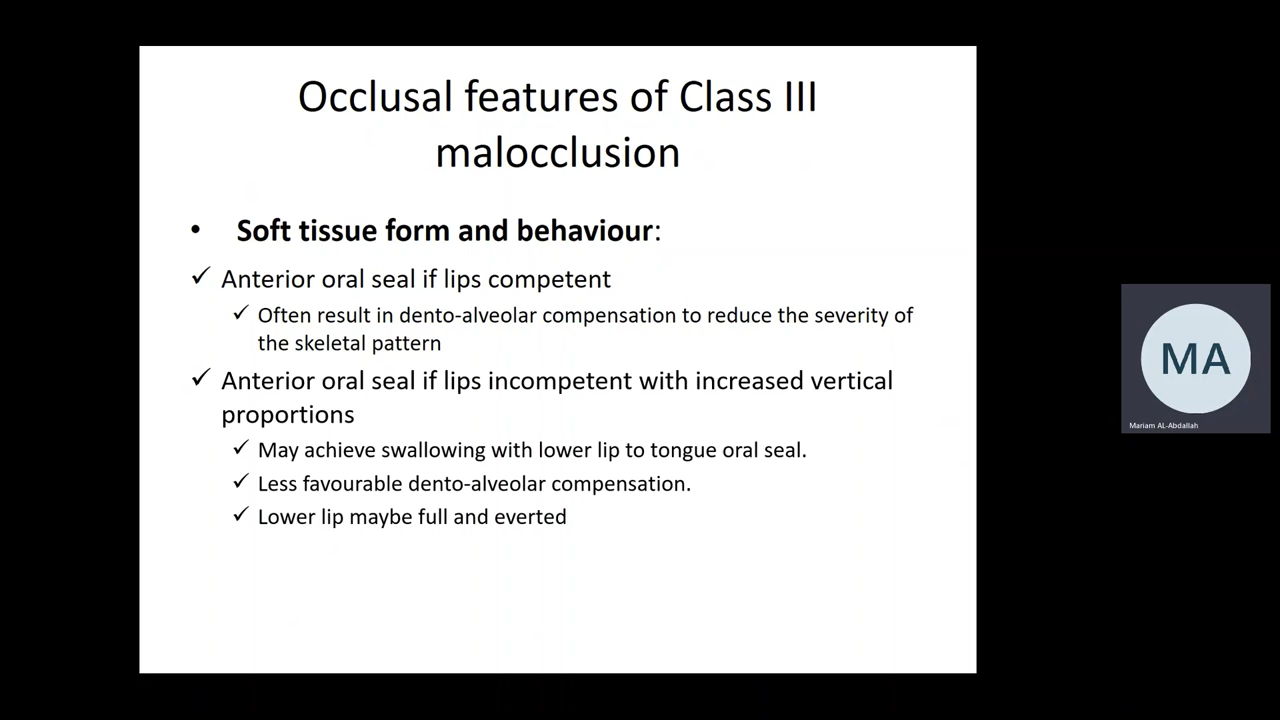 Occlusal features of Class III
malocclusion
• Soft tissue form and behaviour:
✓ Anterior oral seal if lips competent
✓ Often result in dento-alveolar compensation to reduce the severity of
the skeletal pattern
✓ Anterior oral seal if lips incompetent with increased vertical
proportions
✓ May achieve swallowing with lower lip to tongue oral seal.
✓ Less favourable dento-alveolar compensation.
✓ Lower lip maybe full and everted
MA
Mariam AL-Abdallah